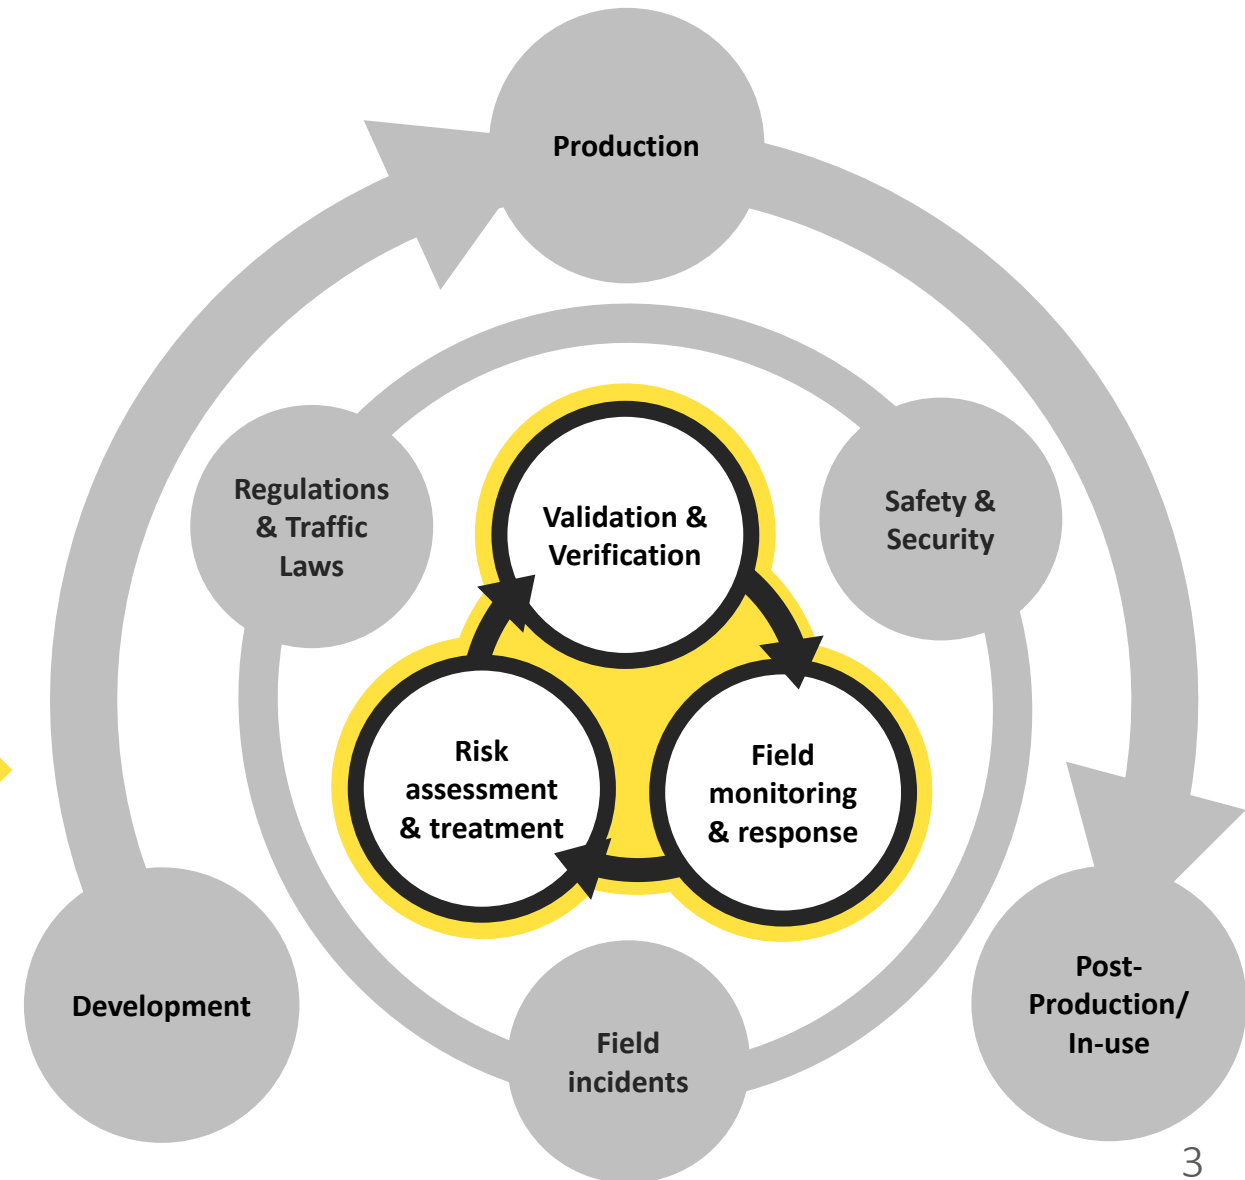 Production
Regulations
& Traffic
Laws
Safety &
Security
Validation &
Verification
Risk
assessment
& treatment
Field
monitoring
& response
Development
Field
incidents
Post-
Production/
In-use
3